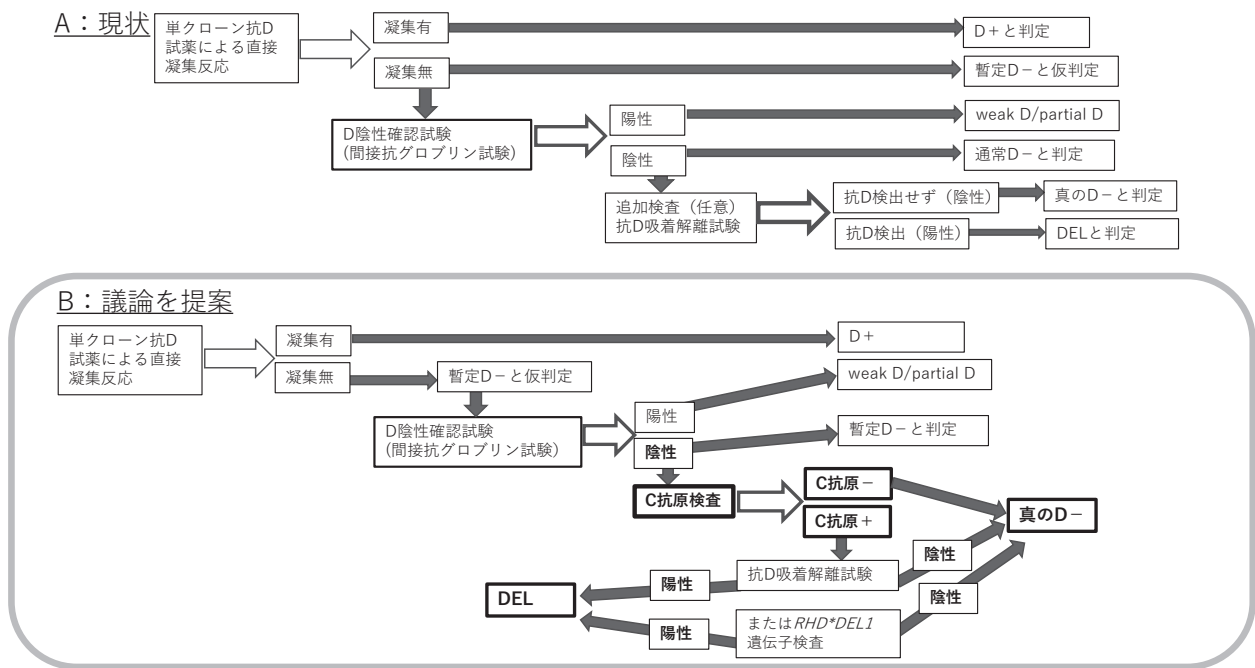 A：現状
単クローン抗D
試薬による直接
凝集反応
凝集有
D＋と判定
凝集無
暫定D－と仮判定
D陰性確認試験
(間接抗グロブリン試験)
陽性
weak D/partial D
陰性
通常D－と判定
追加検査（任意）
抗D吸着解離試験
抗D検出せず（陰性）
真のD－と判定
抗D検出（陽性）
DELと判定
B：議論を提案
単クローン抗D
試薬による直接
凝集反応
凝集有
D＋
凝集無
暫定D－と仮判定
weak D/partial D
D陰性確認試験
(間接抗グロブリン試験)
陽性
陰性
暫定D－と判定
C抗原検査
C抗原－
C抗原＋
真のD－
抗D吸着解離試験
陽性
陰性
DEL
またはRHD*DEL1
遺伝子検査
陽性
陰性